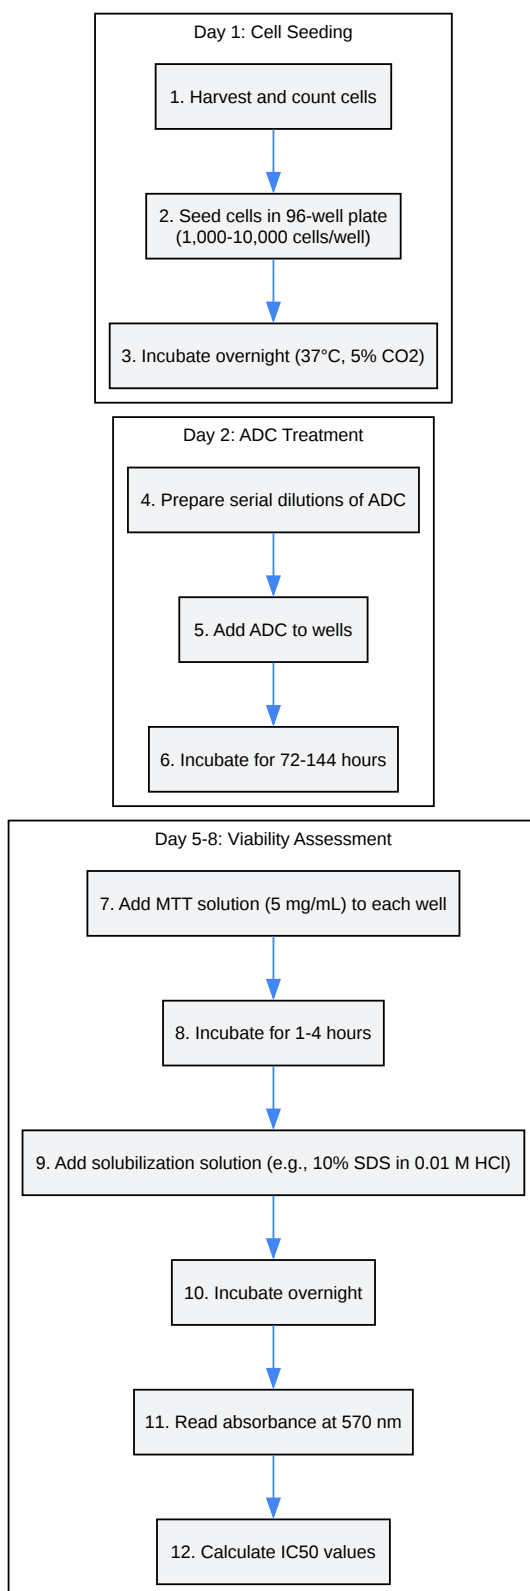 Day 1: Cell Seeding
1. Harvest and count cells
2. Seed cells in 96-well plate
(1,000-10,000 cells/well)
3. Incubate overnight (37°C, 5% CO2)
Day 2: ADC Treatment
4. Prepare serial dilutions of ADC
5. Add ADC to wells
6. Incubate for 72-144 hours
Day 5-8: Viability Assessment
7. Add MTT solution (5 mg/mL) to each well
8. Incubate for 1-4 hours
9. Add solubilization solution (e.g., 10% SDS in 0.01 M HCl)
10. Incubate overnight
11. Read absorbance at 570 nm
12. Calculate IC50 values